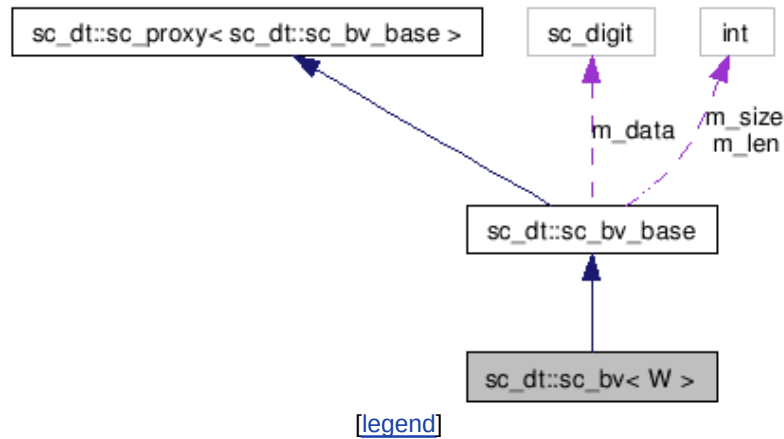 sc_dt::sc_proxy< sc_dt::sc_bv_base >
sc_digit
int
m_data
m_size
m_len
sc_dt::sc_bv_base
sc_dt::sc_bv< W >
[legend]